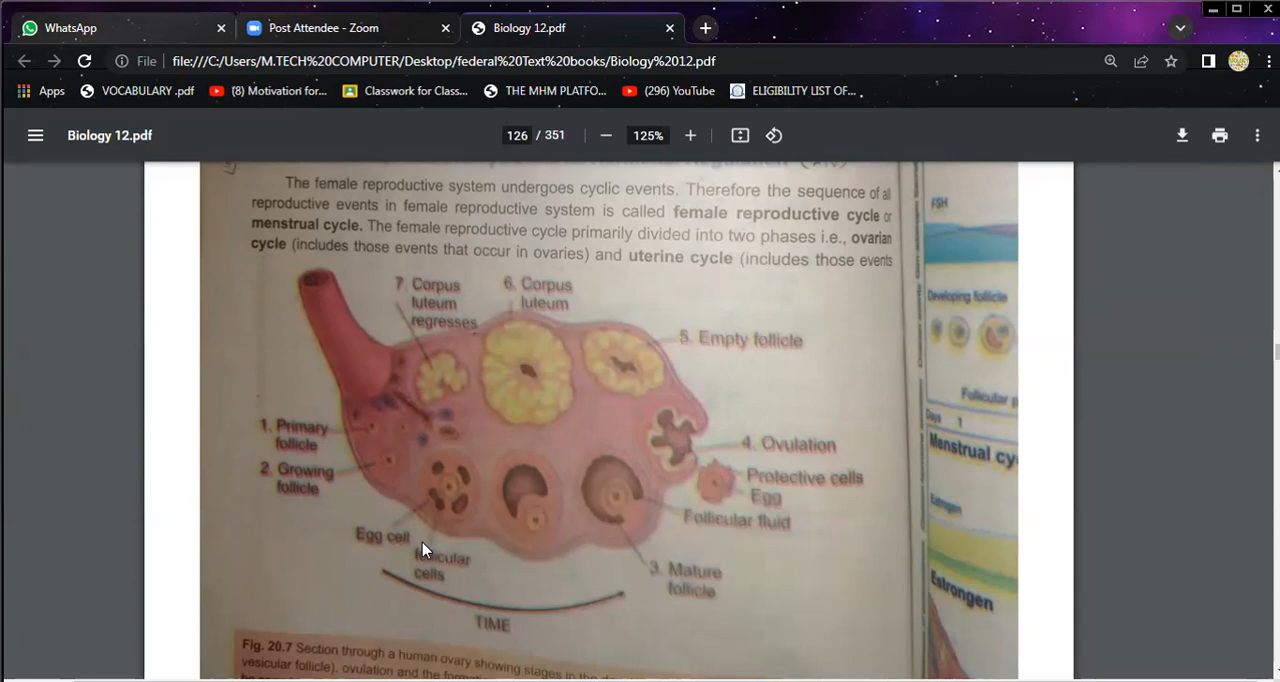 WhatsApp
Post Attendee - Zoom
Biology 12.pdf
File
file:///C:/Users/M.TECH%20COMPUTER/Desktop/federal%20Text%20books/Biology%2012.pdf
Apps
VOCABULARY .pdf
(8) Motivation for...
Classwork for Class...
THE MHM PLATFO...
(296) YouTube
ELIGIBILITY LIST OF...
Biology 12.pdf
126 / 351
125%
The female reproductive system undergoes cyclic events. Therefore the sequence of all
reproductive events in female reproductive system is called female reproductive cycle or
menstrual cycle. The female reproductive cycle primarily divided into two phases i.e., ovarian
cycle (includes those events that occur in ovaries) and uterine cycle (includes those events
7. Corpus
luteum
regresses
6. Corpus
luteum
5. Empty follicle
1. Primary
follicle
2. Growing
follicle
4. Ovulation
Protective cells
Egg
Follicular fluid
Egg cell
follicular
cells
3. Mature
follicle
TIME
Fig. 20.7 Section through a human ovary showing stages in the
vesicular follicle), ovulation and the
FSH
Developing follicle
Follicular
Days 1
Menstrual
Estrogen
Estrongen